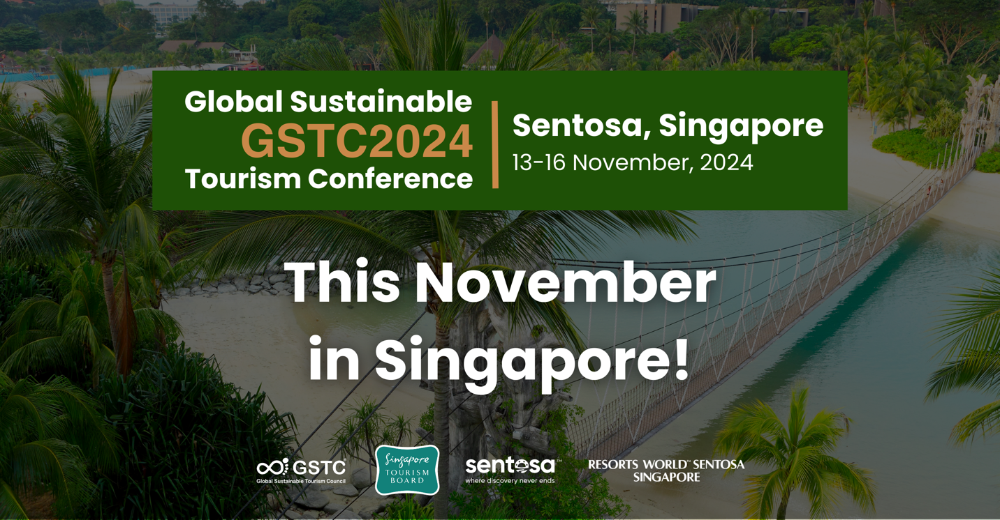 Global Sustainable
GSTC2024
Tourism Conference
Sentosa, Singapore
13-16 November, 2024
This November
in Singapore!
GSTC
Global Sustainable Tourism Council
Singapore
TOURISM
BOARD
sentosa™
where discovery never ends
RESORTS WORLD™ SENTOSA
SINGAPORE